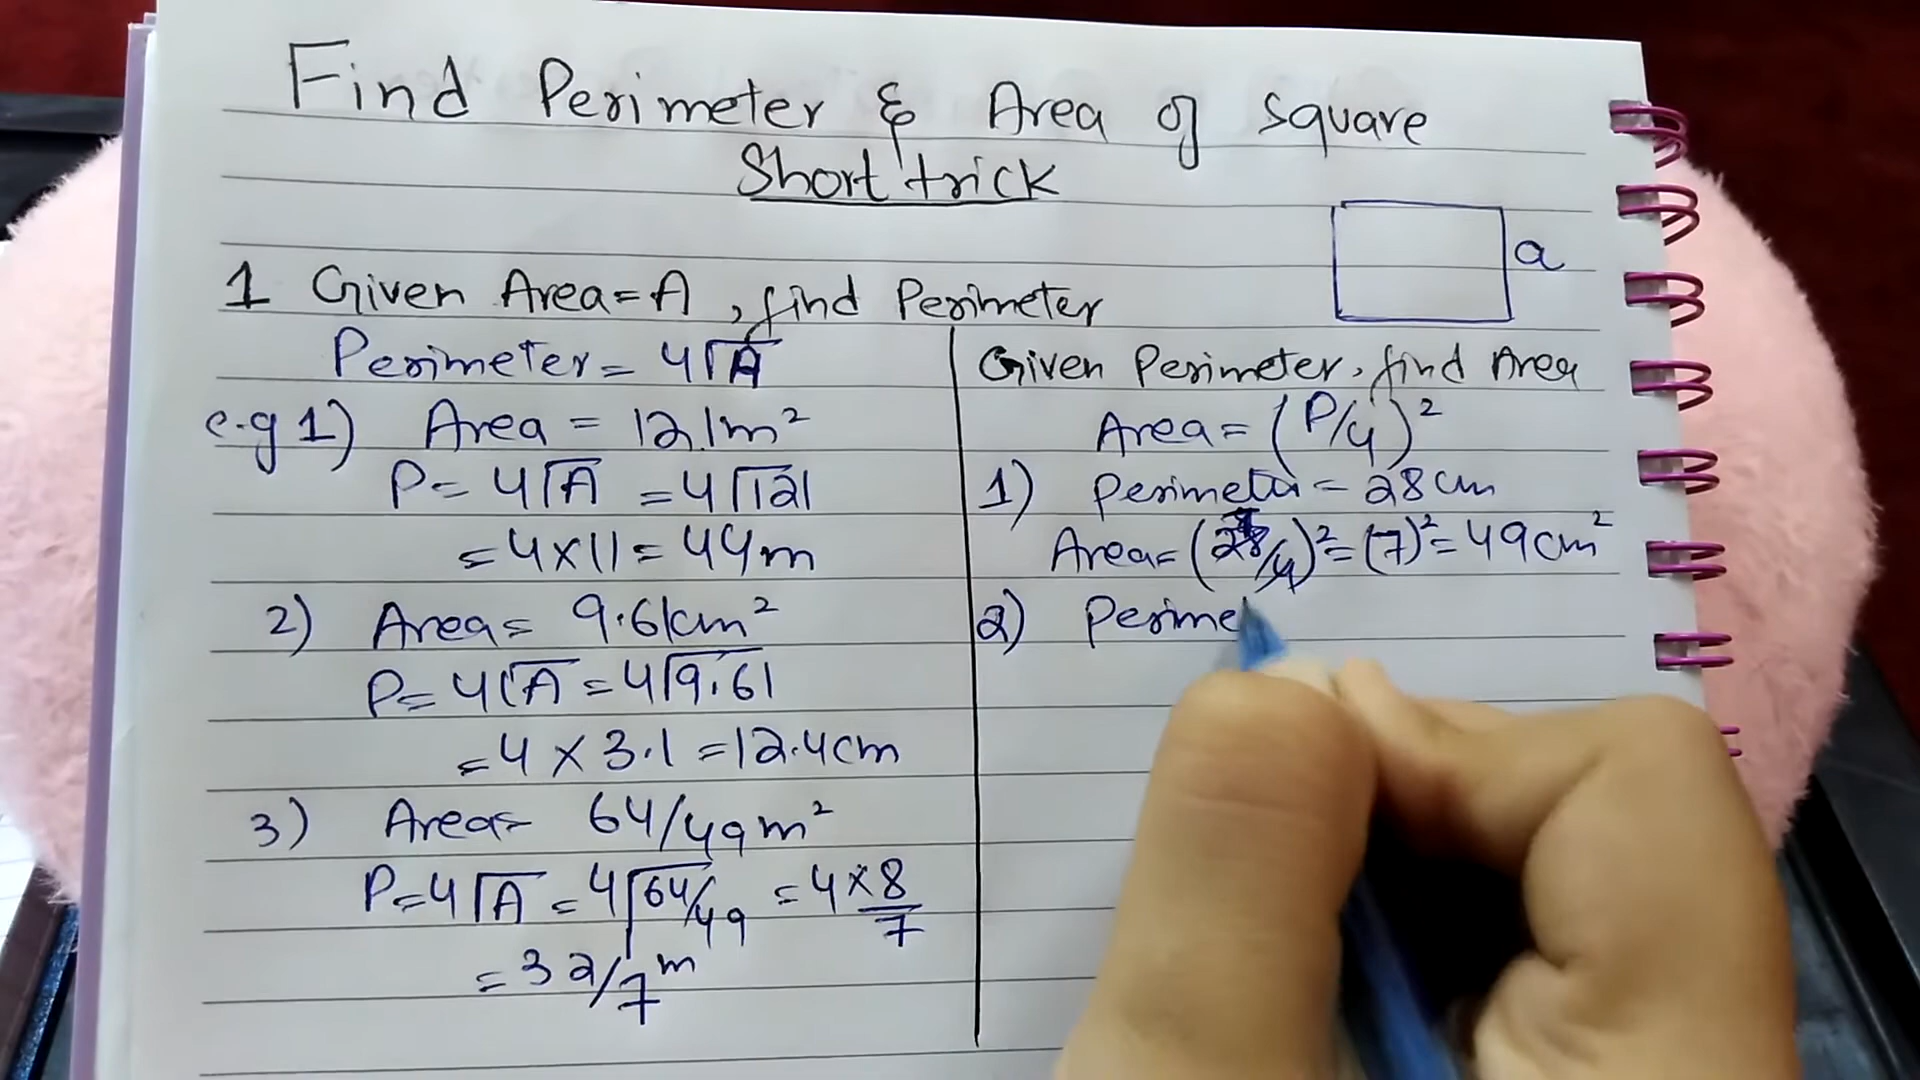 Find Perimeter & Area of square
Short trick
a
1 Given Area=A, find Perimeter
Perimeter = 4√A
e.g 1) Area = 121m²
P= 4√A = 4√121
= 4×11 = 44m
2) Area= 9.61cm²
P= 4√A = 4√9.61
= 4 × 3.1 = 12.4cm
3) Area= 64/49m²
P=4√A = 4√64/49 = 4×8/7
= 32/7 m
Given Perimeter, find Area
Area= (P/4)²
1) Perimeter = 28cm
Area= (28/4)² = (7)² = 49cm²
2) Perime